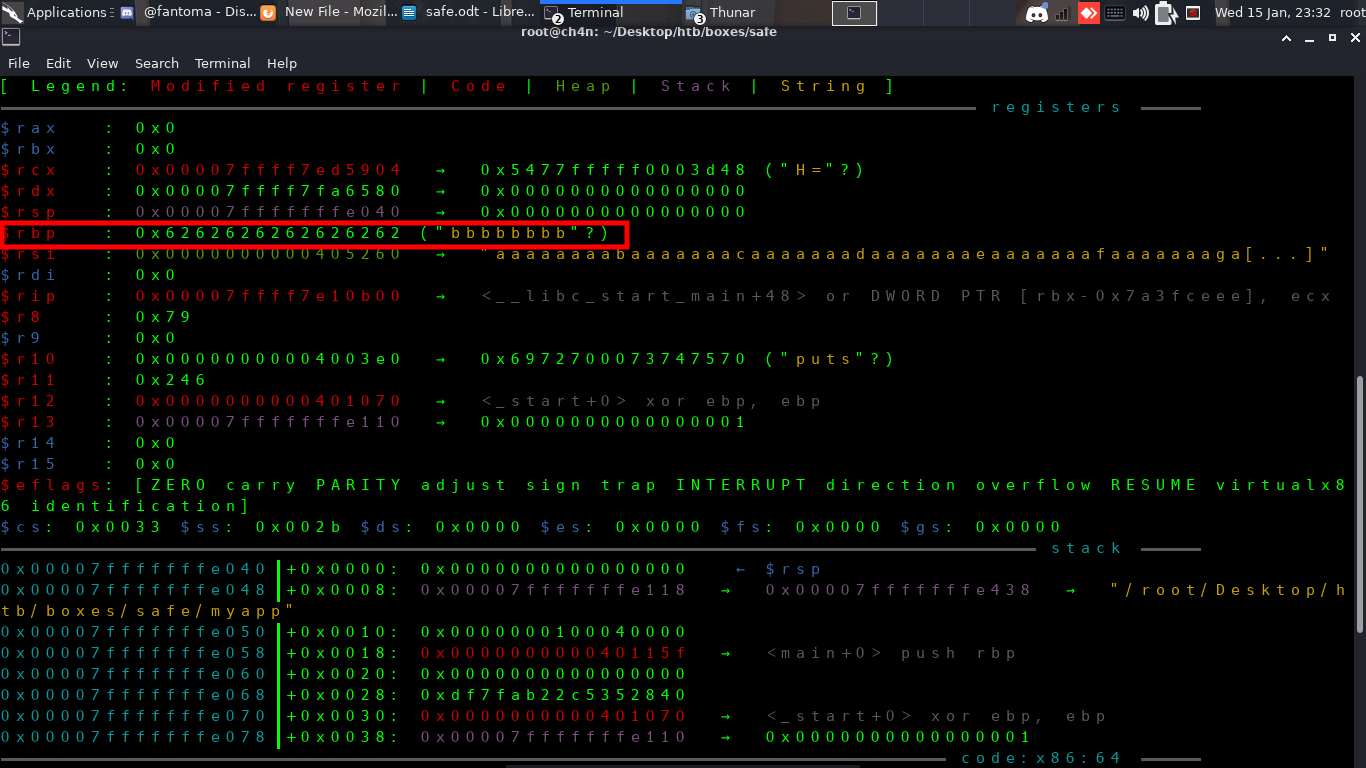 Applications
@fantoma - Dis...
New File - Mozil...
safe.odt - Libre...
2
Terminal
3
Thunar
Wed 15 Jan, 23:32
root
root@ch4n: ~/Desktop/htb/boxes/safe
File Edit View Search Terminal Help
[ Legend: Modified register | Code | Heap | Stack | String ]
registers
$rax : 0x0
$rbx : 0x0
$rcx : 0x00007ffff7ed5904 → 0x5477fffff0003d48 ("H="?)
$rdx : 0x00007ffff7fa6580 → 0x0000000000000000
$rsp : 0x00007fffffffe040 → 0x0000000000000000
$rbp : 0x6262626262626262 ("bbbbbbbb"?)
$rsi : 0x0000000000405260 → "aaaaaaaabaaaaaaacaaaaaaadaaaaaaaeaaaaaaafaaaaaaaga[...]"
$rdi : 0x0
$rip : 0x00007ffff7e10b00 → <__libc_start_main+48> or DWORD PTR [rbx-0x7a3fceee], ecx
$r8 : 0x79
$r9 : 0x0
$r10 : 0x00000000004003e0 → 0x6972700073747570 ("puts"?)
$r11 : 0x246
$r12 : 0x0000000000401070 → <_start+0> xor ebp, ebp
$r13 : 0x00007fffffffe110 → 0x0000000000000001
$r14 : 0x0
$r15 : 0x0
$eflags: [ZERO carry PARITY adjust sign trap INTERRUPT direction overflow RESUME virtualx8
6 identification]
$cs: 0x0033 $ss: 0x002b $ds: 0x0000 $es: 0x0000 $fs: 0x0000 $gs: 0x0000
stack
0x00007fffffffe040 │+0x0000: 0x0000000000000000 ← $rsp
0x00007fffffffe048 │+0x0008: 0x00007fffffffe118 → 0x00007fffffffe438 → "/root/Desktop/h
tb/boxes/safe/myapp"
0x00007fffffffe050 │+0x0010: 0x0000000100040000
0x00007fffffffe058 │+0x0018: 0x000000000040115f → <main+0> push rbp
0x00007fffffffe060 │+0x0020: 0x0000000000000000
0x00007fffffffe068 │+0x0028: 0xdf7fab22c5352840
0x00007fffffffe070 │+0x0030: 0x0000000000401070 → <_start+0> xor ebp, ebp
0x00007fffffffe078 │+0x0038: 0x00007fffffffe110 → 0x0000000000000001
code:x86:64